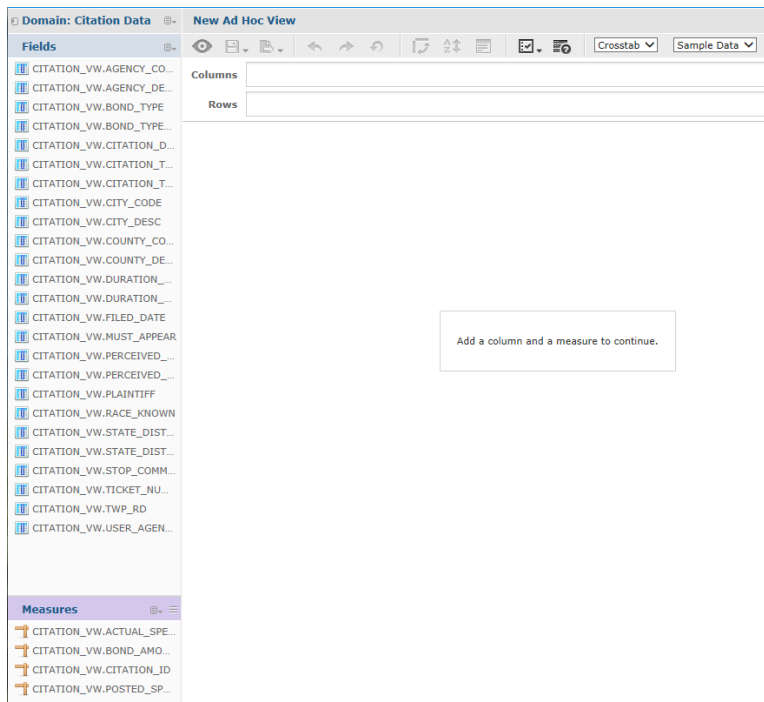 Domain: Citation Data
New Ad Hoc View
Fields
Crosstab
Sample Data
CITATION_VW.AGENCY_CO...
CITATION_VW.AGENCY_DE...
CITATION_VW.BOND_TYPE
CITATION_VW.BOND_TYPE...
CITATION_VW.CITATION_D...
CITATION_VW.CITATION_T...
CITATION_VW.CITATION_T...
CITATION_VW.CITY_CODE
CITATION_VW.CITY_DESC
CITATION_VW.COUNTY_CO...
CITATION_VW.COUNTY_DE...
CITATION_VW.DURATION_...
CITATION_VW.DURATION_...
CITATION_VW.FILED_DATE
CITATION_VW.MUST_APPEAR
CITATION_VW.PERCEIVED_...
CITATION_VW.PERCEIVED_...
CITATION_VW.PLAINTIFF
CITATION_VW.RACE_KNOWN
CITATION_VW.STATE_DIST...
CITATION_VW.STATE_DIST...
CITATION_VW.STOP_COMM...
CITATION_VW.TICKET_NU...
CITATION_VW.TWP_RD
CITATION_VW.USER_AGEN...
Measures
CITATION_VW.ACTUAL_SPE...
CITATION_VW.BOND_AMO...
CITATION_VW.CITATION_ID
CITATION_VW.POSTED_SP...
Columns
Rows
Add a column and a measure to continue.